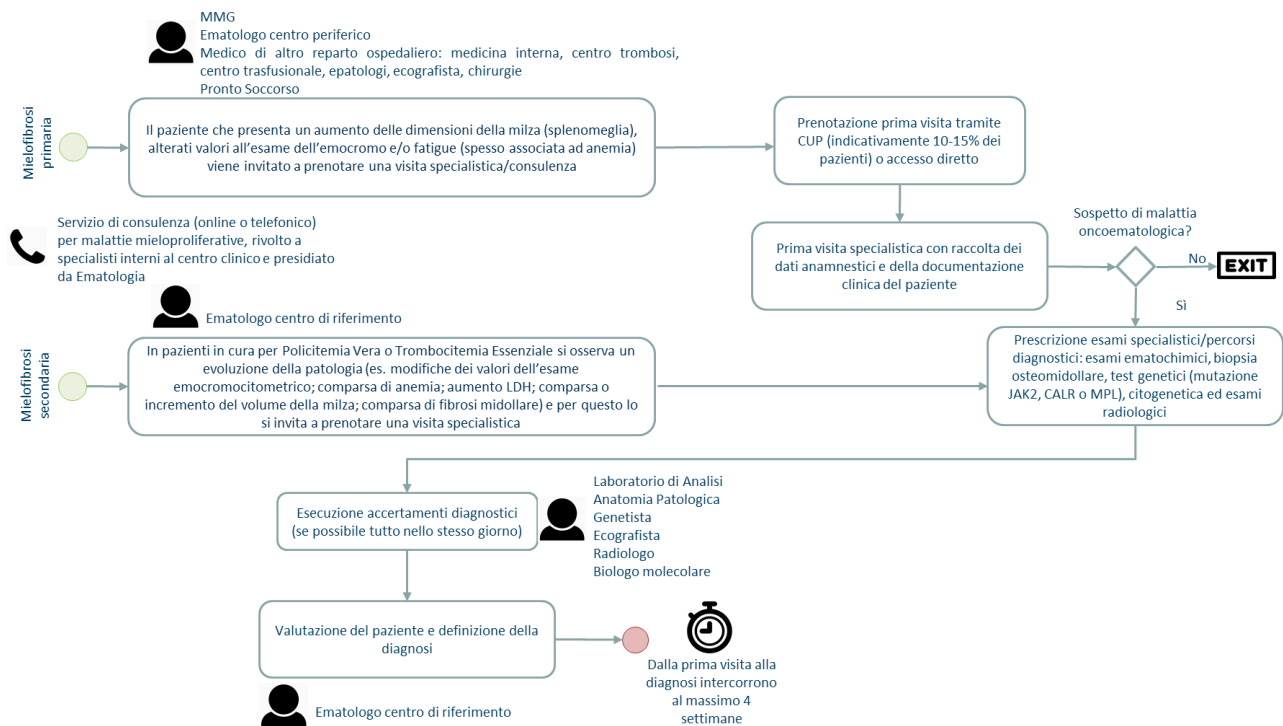 MMG
Ematologo centro periferico
Medico di altro reparto ospedaliero: medicina interna, centro trombosi,
centro trasfusionale, epatologi, ecografista, chirurgie
Pronto Soccorso
Mielofibrosi
primaria
Il paziente che presenta un aumento delle dimensioni della milza (splenomeglia),
alterati valori all'esame dell'emocromo e/o fatigue (spesso associata ad anemia)
viene invitato a prenotare una visita specialistica/consulenza
Prenotazione prima visita tramite
CUP (indicativamente 10-15% dei
pazienti) o accesso diretto
Servizio di consulenza (online o telefonico)
per malattie mieloproliferative, rivolto a
specialisti interni al centro clinico e presidiato
da Ematologia
Prima visita specialistica con raccolta dei
dati anamnestici e della documentazione
clinica del paziente
Sospetto di malattia
oncoematologica?
No
EXIT
Sì
Ematologo centro di riferimento
Mielofibrosi
secondaria
In pazienti in cura per Policitemia Vera o Trombocitemia Essenziale si osserva un
evoluzione della patologia (es. modifiche dei valori dell'esame
emocromocitometrico; comparsa di anemia; aumento LDH; comparsa o
incremento del volume della milza; comparsa di fibrosi midollare) e per questo lo
si invita a prenotare una visita specialistica
Prescrizione esami specialistici/percorsi
diagnostici: esami ematochimici, biopsia
osteomidollare, test genetici (mutazione
JAK2, CALR o MPL), citogenetica ed esami
radiologici
Esecuzione accertamenti diagnostici
(se possibile tutto nello stesso giorno)
Laboratorio di Analisi
Anatomia Patologica
Genetista
Ecografista
Radiologo
Biologo molecolare
Valutazione del paziente e definizione della
diagnosi
Dalla prima visita alla
diagnosi intercorrono
al massimo 4
settimane
Ematologo centro di riferimento